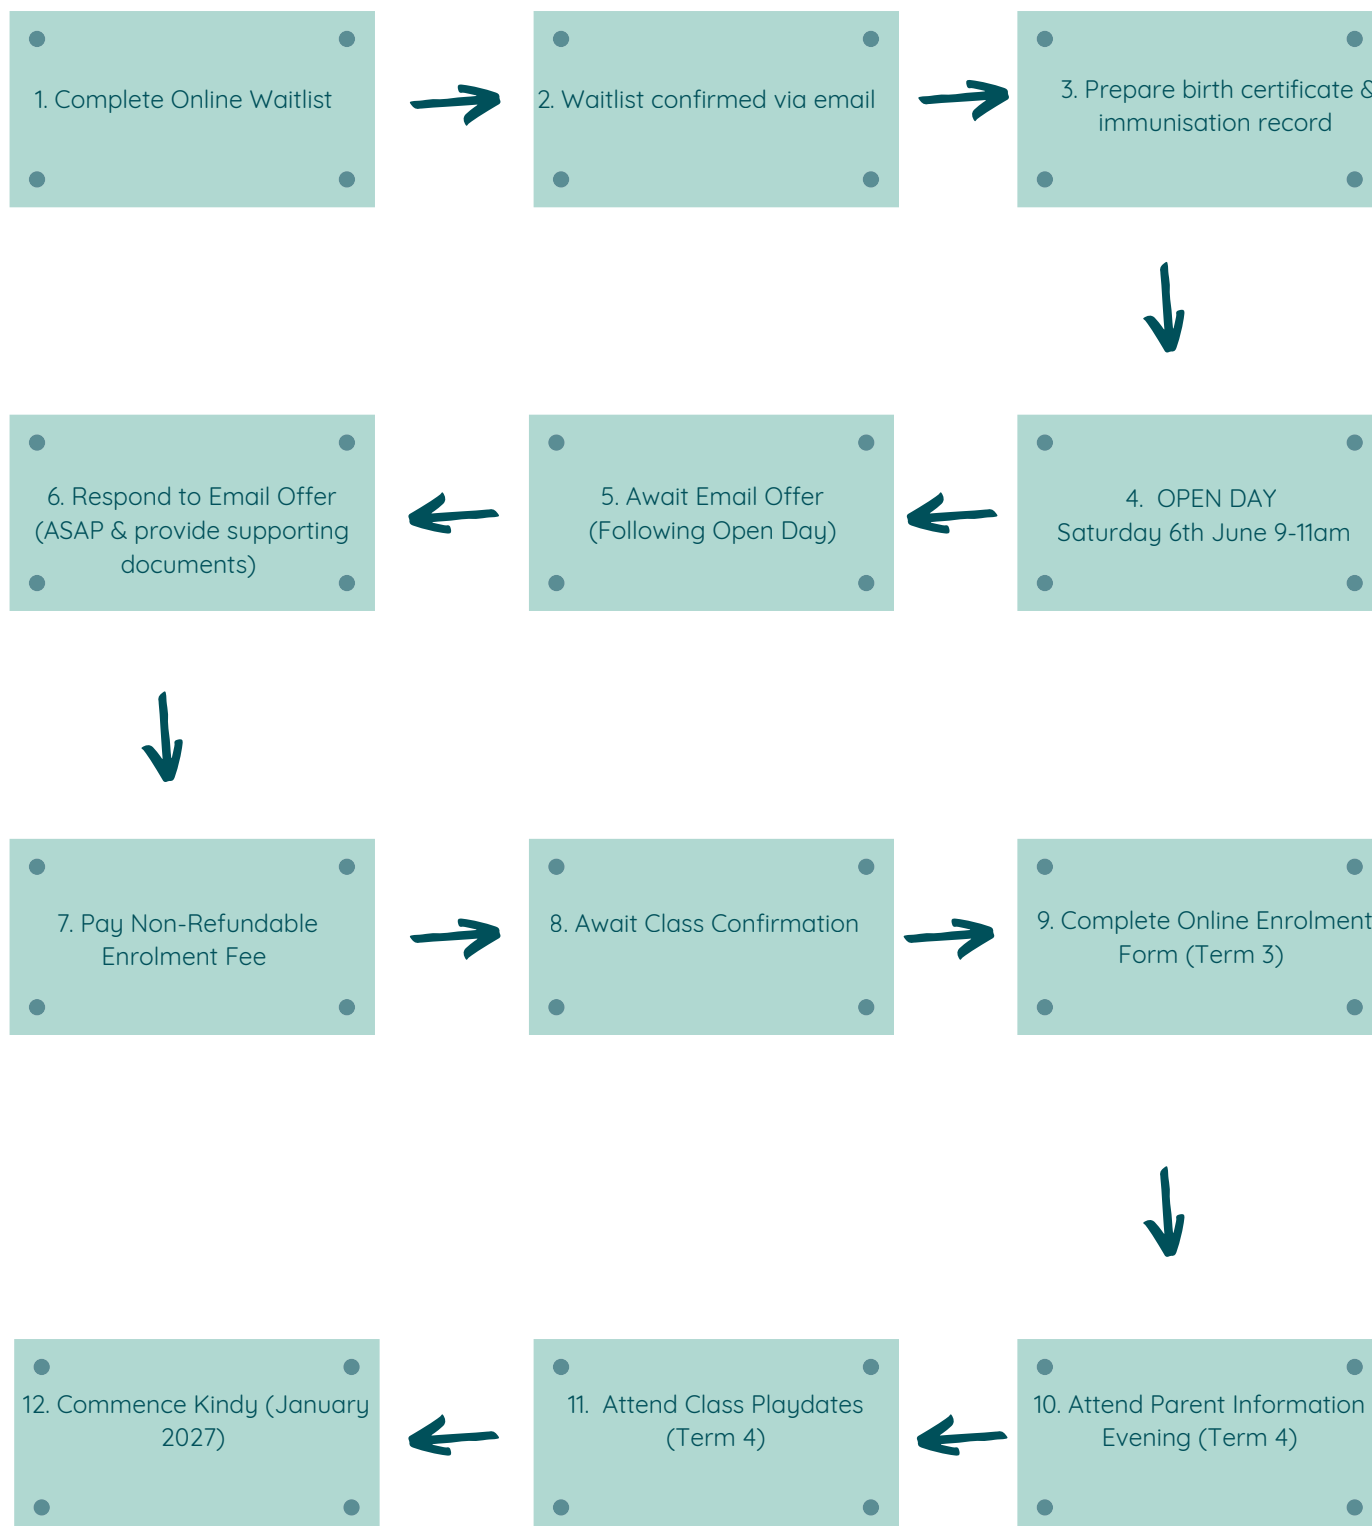 1. Complete Online Waitlist
2. Waitlist confirmed via email
3. Prepare birth certificate &
immunisation record
4. OPEN DAY
Saturday 6th June 9-11am
5. Await Email Offer
(Following Open Day)
6. Respond to Email Offer
(ASAP & provide supporting
documents)
7. Pay Non-Refundable
Enrolment Fee
8. Await Class Confirmation
9. Complete Online Enrolment
Form (Term 3)
10. Attend Parent Information
Evening (Term 4)
11. Attend Class Playdates
(Term 4)
12. Commence Kindy (January
2027)